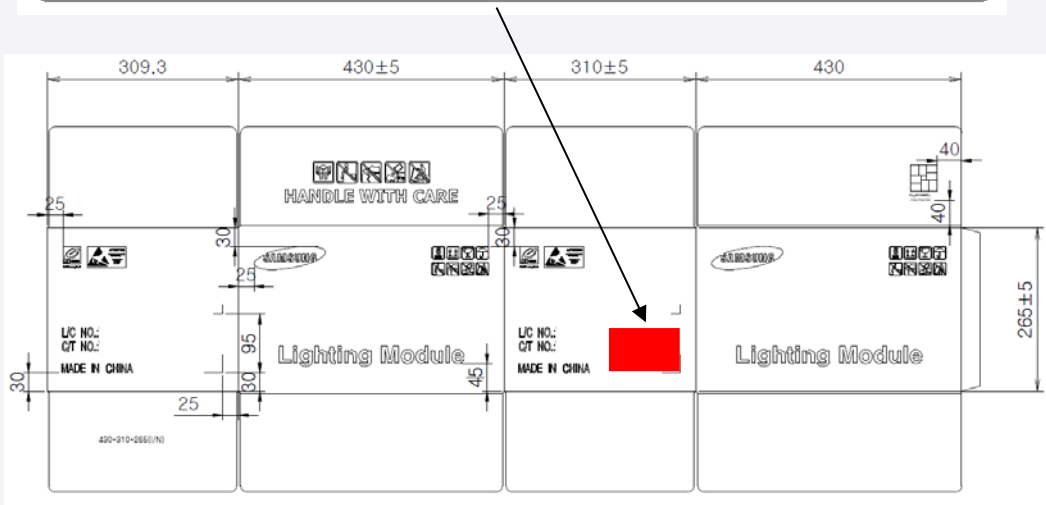 309.3
430±5
310±5
430
40
HANDLE WITH CARE
25
25
40
30
30
SAMSUNG
SAMSUNG
25
265±5
L/C NO.:
C/T NO.:
MADE IN CHINA
95
Lighting Module
L/C NO.:
C/T NO.:
MADE IN CHINA
Lighting Module
30
30
45
25